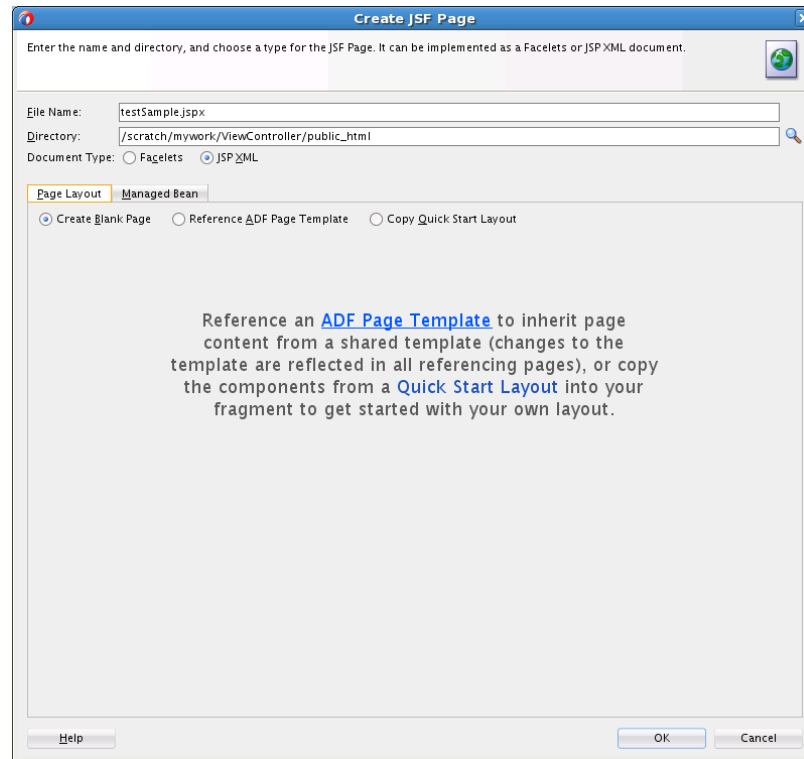 Create JSF Page
Enter the name and directory, and choose a type for the JSF Page. It can be implemented as a Facelets or JSP XML document.
File Name: testSample.jspx
Directory: /scratch/mywork/ViewController/public_html
Document Type: Facelets JSP XML
Page Layout Managed Bean
Create Blank Page Reference ADF Page Template Copy Quick Start Layout
Reference an ADF Page Template to inherit page
content from a shared template (changes to the
template are reflected in all referencing pages), or copy
the components from a Quick Start Layout into your
fragment to get started with your own layout.
Help OK Cancel